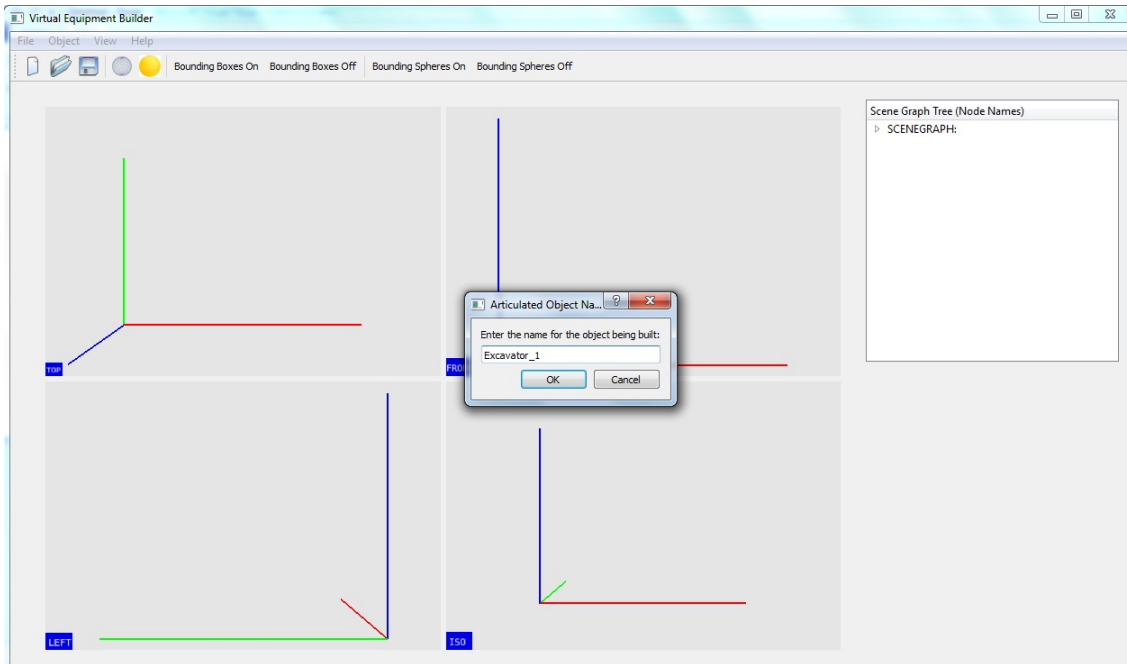 Virtual Equipment Builder
File Object View Help
Bounding Boxes On Bounding Boxes Off Bounding Spheres On Bounding Spheres Off
Scene Graph Tree (Node Names)
SCENEGRAPH:
Articulated Object Na...
Enter the name for the object being built:
Excavator_1
OK Cancel
TOP
FRO
LEFT
ISO